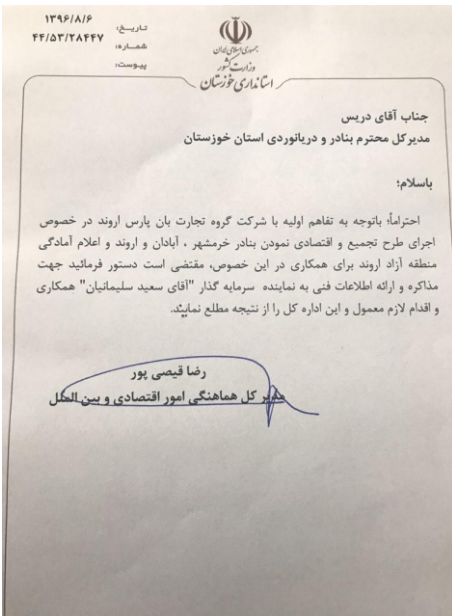 ۱۳۹۶/۸/۶
تاریخ:
۴۴/۵۳/۲۸۴۴۷
شماره:
پیوست:
جمهوری اسلامی ایران
وزارت کشور
استانداری خوزستان
جناب آقای دریس
مدیرکل محترم بنادر و دریانوردی استان خوزستان
باسلام؛
احتراماً؛ باتوجه به تفاهم اولیه با شرکت گروه تجارت بان پارس اروند در خصوص
اجرای طرح تجمیع و اقتصادی نمودن بنادر خرمشهر ، آبادان و اروند و اعلام آمادگی
منطقه آزاد اروند برای همکاری در این خصوص، مقتضی است دستور فرمائید جهت
مذاکره و ارائه اطلاعات فنی به نماینده سرمایه گذار "آقای سعید سلیمانیان" همکاری
و اقدام لازم معمول و این اداره کل را از نتیجه مطلع نمایند.
رضا قیصی پور
مدیر کل هماهنگی امور اقتصادی و بین الملل